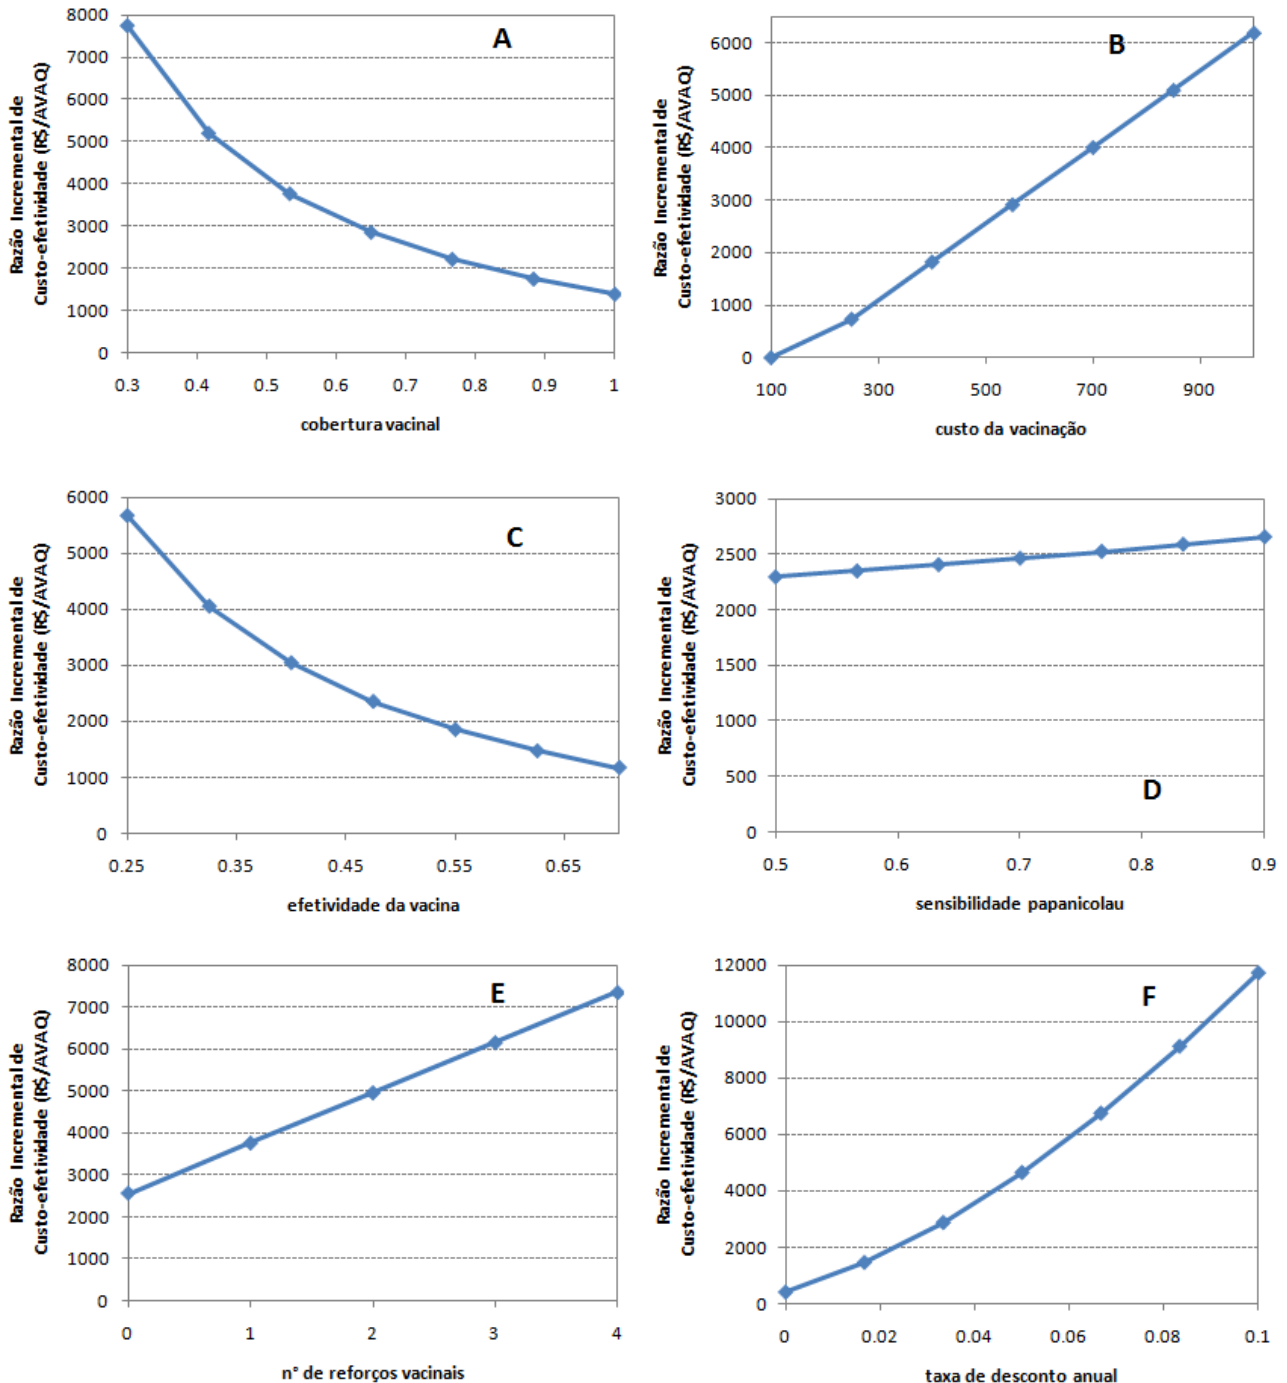 A
Razão Incremental de
Custo-efetividade (R$/AVAQ)
8000
7000
6000
5000
4000
3000
2000
1000
0
0.3 0.4 0.5 0.6 0.7 0.8 0.9 1
cobertura vacinal
B
Razão Incremental de
Custo-efetividade (R$/AVAQ)
6000
5000
4000
3000
2000
1000
0
100 300 500 700 900
custo da vacinação
C
Razão Incremental de
Custo-efetividade (R$/AVAQ)
6000
5000
4000
3000
2000
1000
0
0.25 0.35 0.45 0.55 0.65
efetividade da vacina
D
Razão Incremental de
Custo-efetividade (R$/AVAQ)
3000
2500
2000
1500
1000
500
0
0.5 0.6 0.7 0.8 0.9
sensibilidade papanicolau
E
Razão Incremental de
Custo-efetividade (R$/AVAQ)
8000
7000
6000
5000
4000
3000
2000
1000
0
0 1 2 3 4
n° de reforços vacinais
F
Razão Incremental de
Custo-efetividade (R$/AVAQ)
12000
10000
8000
6000
4000
2000
0
0 0.02 0.04 0.06 0.08 0.1
taxa de desconto anual